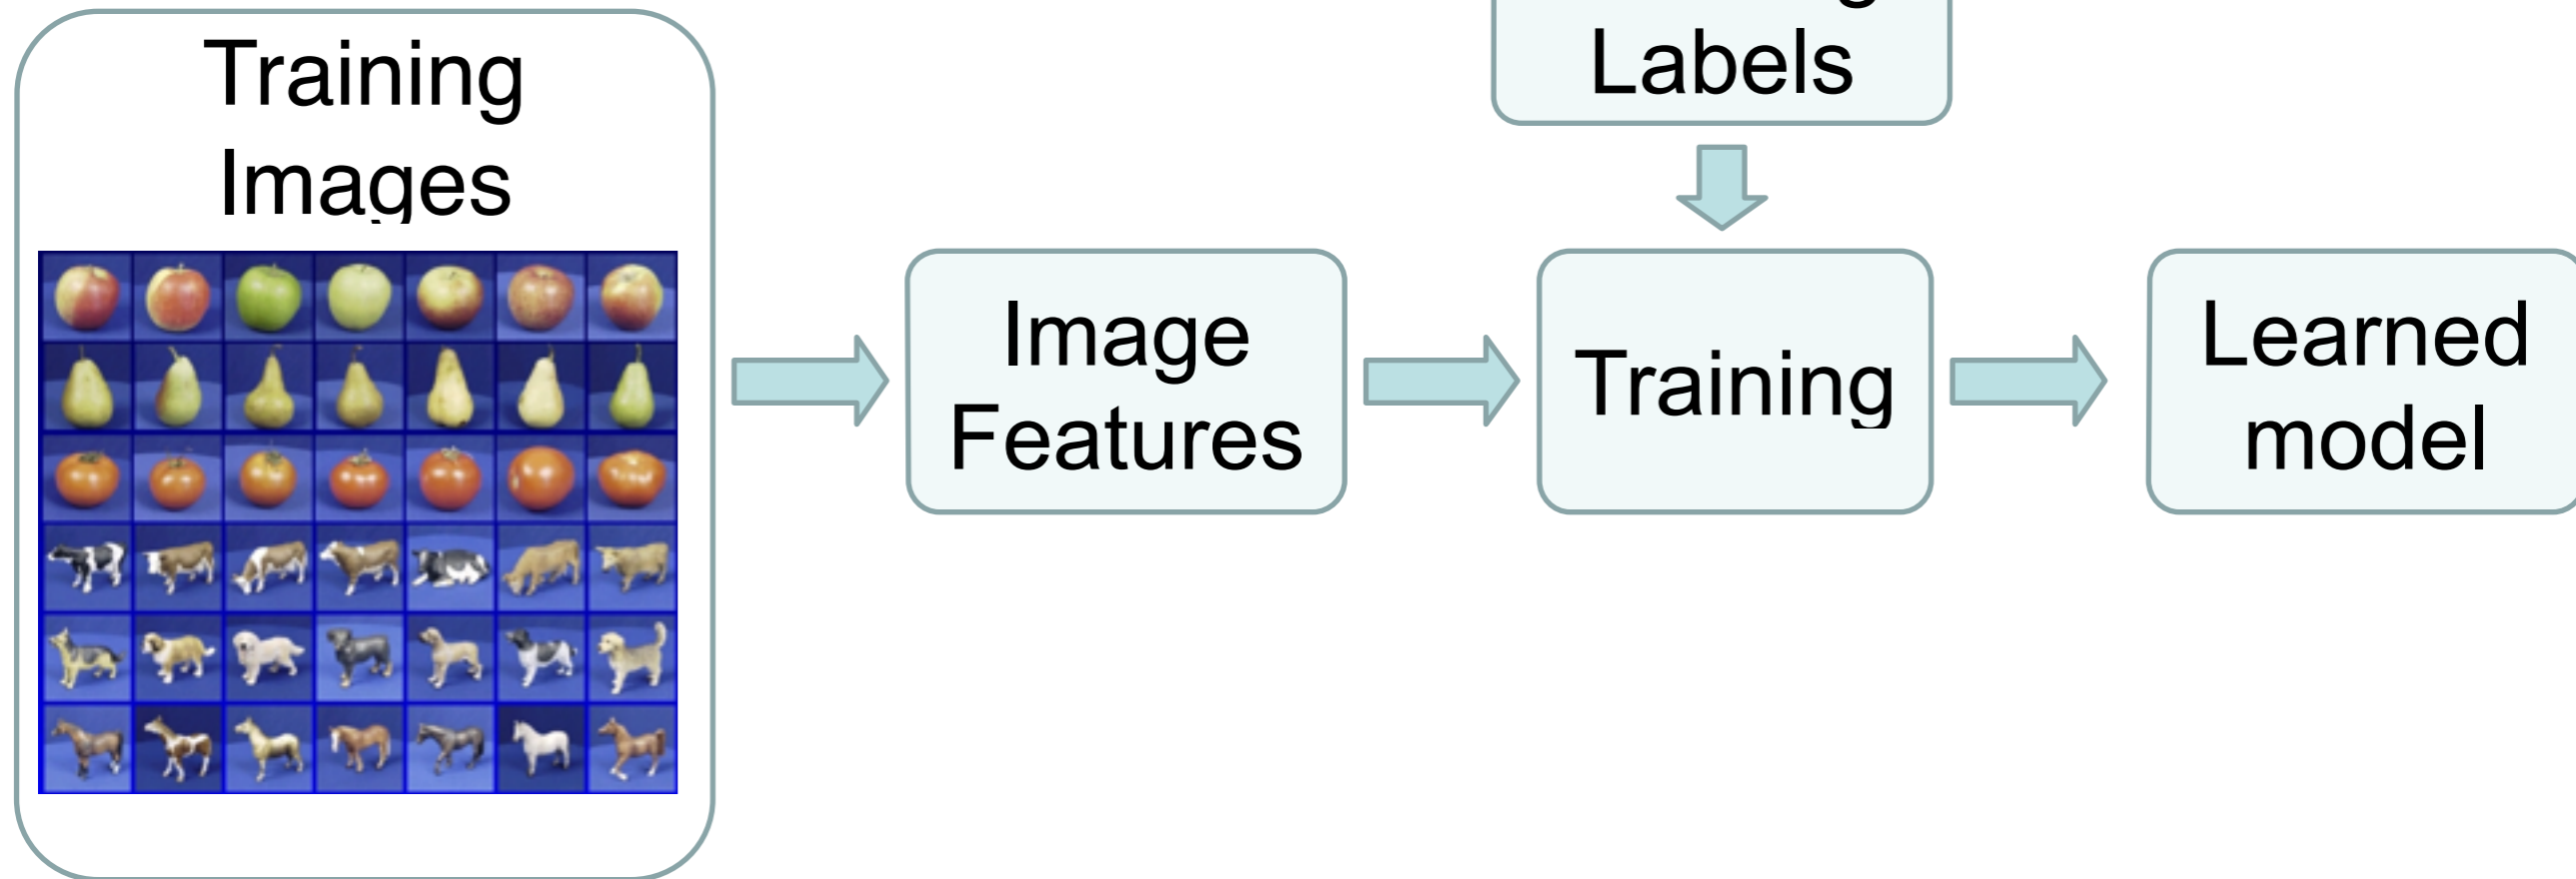 Training
Images
Labels
Image
Features
Training
Learned
model